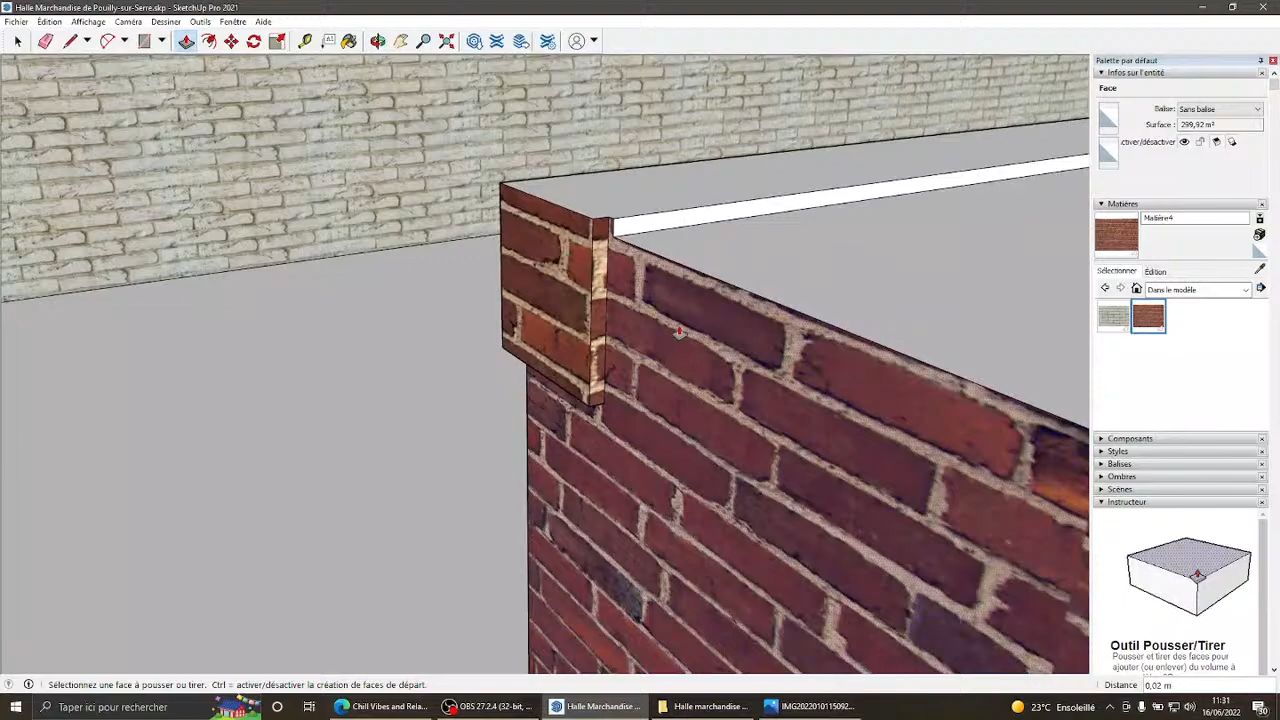 Halle Marchandise de Pouilly-sur-Serre.skp - SketchUp Pro 2021
Fichier Édition Affichage Caméra Dessiner Outils Fenêtre Aide
Palette par défaut
Infos sur l'entité
Face
Balise: Sans balise
Surface : 299,92 m²
.ctiver/désactiver
Matières
Matière4
Sélectionner Édition
Dans le modèle
Composants
Styles
Balises
Ombres
Scènes
Instructeur
Outil Pousser/Tirer
Pousser et tirer des faces pour
ajouter (ou enlever) du volume à
Sélectionnez une face à pousser ou tirer. Ctrl = activer/désactiver la création de faces de départ.
Distance 0,02 m
Taper ici pour rechercher
Chill Vibes and Rela...
OBS 27.2.4 (32-bit, ...
Halle Marchandise ...
Halle marchandise ...
IMG2022010115092...
23°C Ensoleillé
11:31
16/06/2022